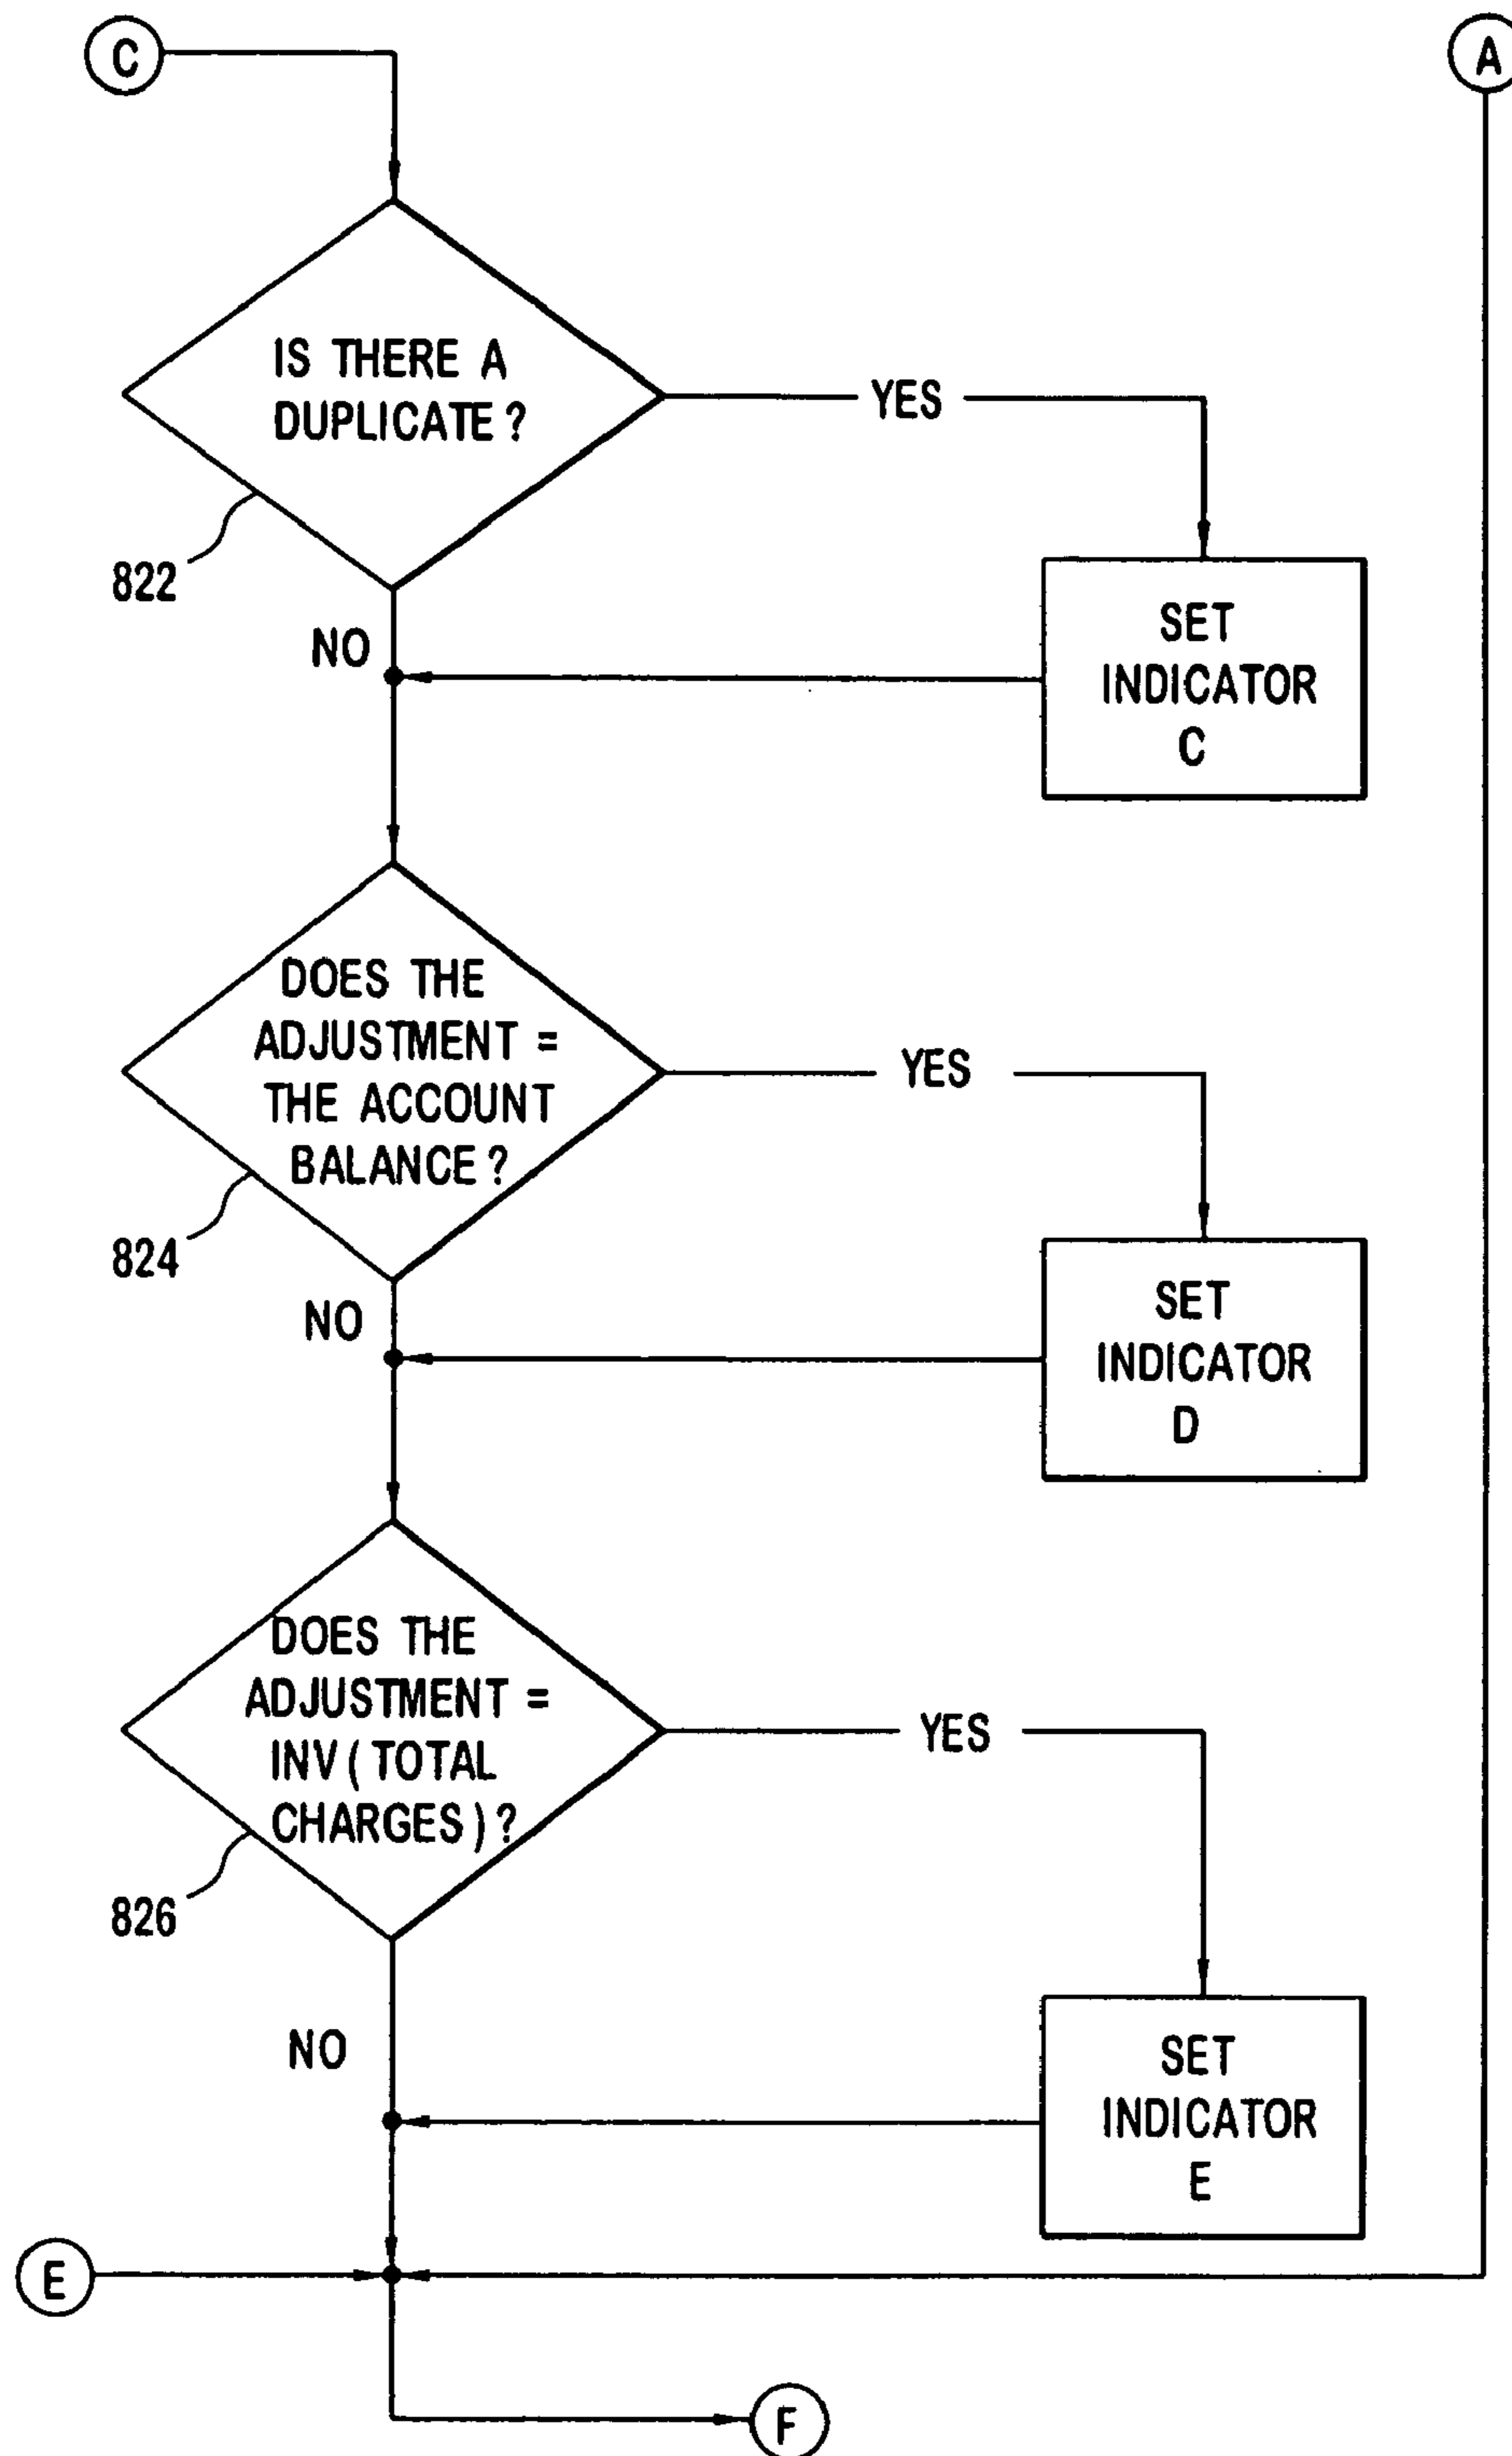 C
A
IS THERE A
DUPLICATE?
YES
822
NO
SET
INDICATOR
C
DOES THE
ADJUSTMENT =
THE ACCOUNT
BALANCE?
YES
824
NO
SET
INDICATOR
D
DOES THE
ADJUSTMENT =
INV(TOTAL
CHARGES)?
YES
826
NO
SET
INDICATOR
E
E
F